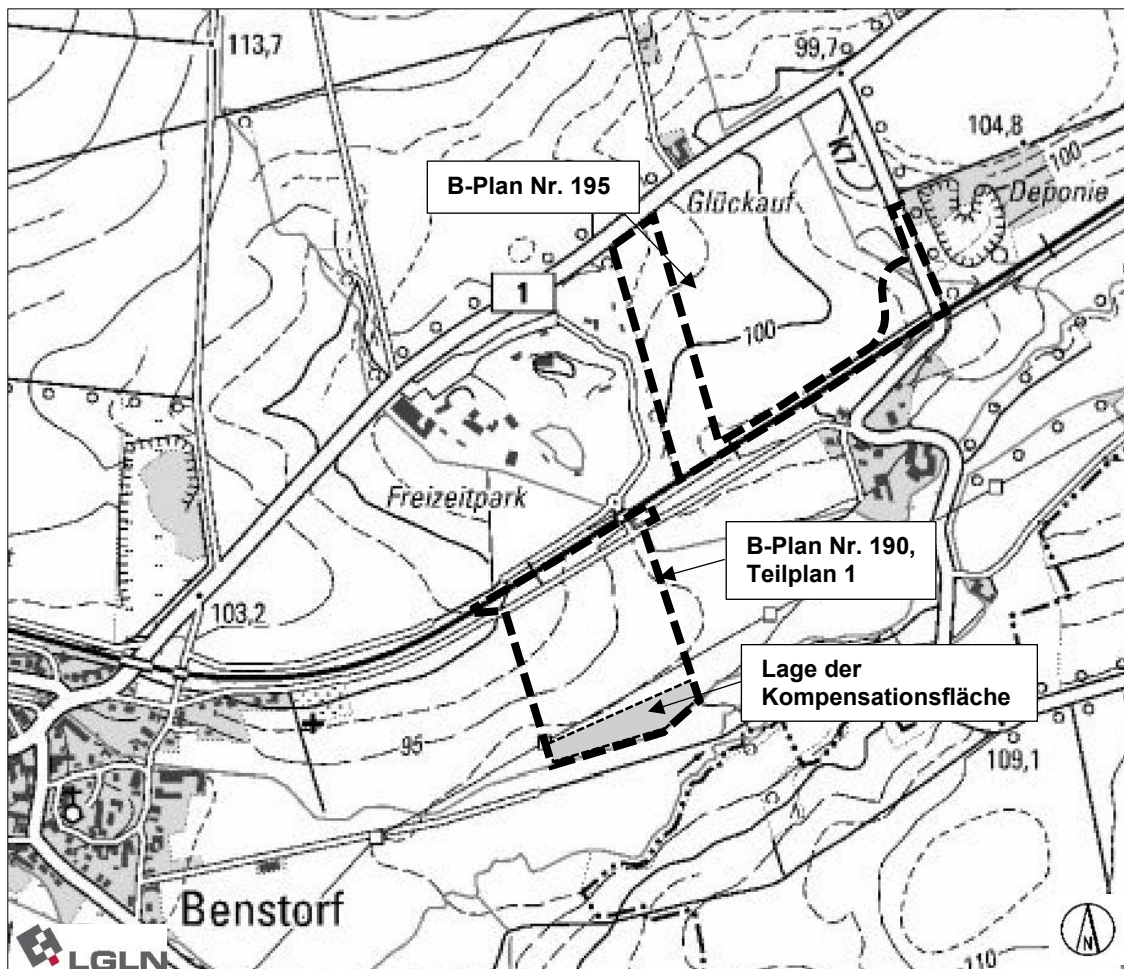 113,7
99,7
K7
104,8
100
Deponie
B-Plan Nr. 195
Glückauf
1
100
Freizeitpark
B-Plan Nr. 190,
Teilplan 1
103,2
Lage der
Kompensationsfläche
95
109,1
Benstorf
LGLN
110
N